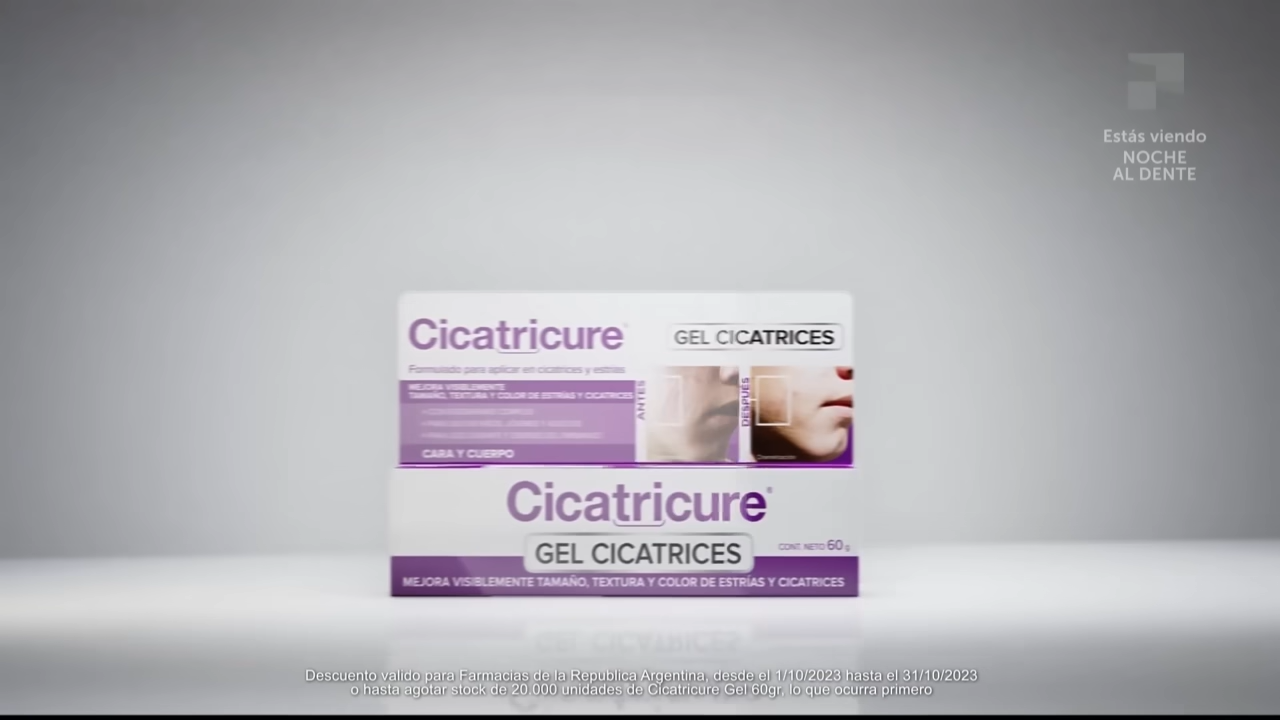 Estás viendo
NOCHE
AL DENTE
Cicatricure
GEL CICATRICES
Formulado para aplicar en cicatrices y estrías
MEJORA VISIBLEMENTE
TAMAÑO, TEXTURA Y COLOR DE ESTRÍAS Y CICATRICES
ANTES
DESPUÉS
CARA Y CUERPO
Cicatricure®
GEL CICATRICES
CONT. NETO 60 g
MEJORA VISIBLEMENTE TAMAÑO, TEXTURA Y COLOR DE ESTRÍAS Y CICATRICES
Descuento valido para Farmacias de la Republica Argentina, desde el 1/10/2023 hasta el 31/10/2023
o hasta agotar stock de 20.000 unidades de Cicatricure Gel 60gr, lo que ocurra primero